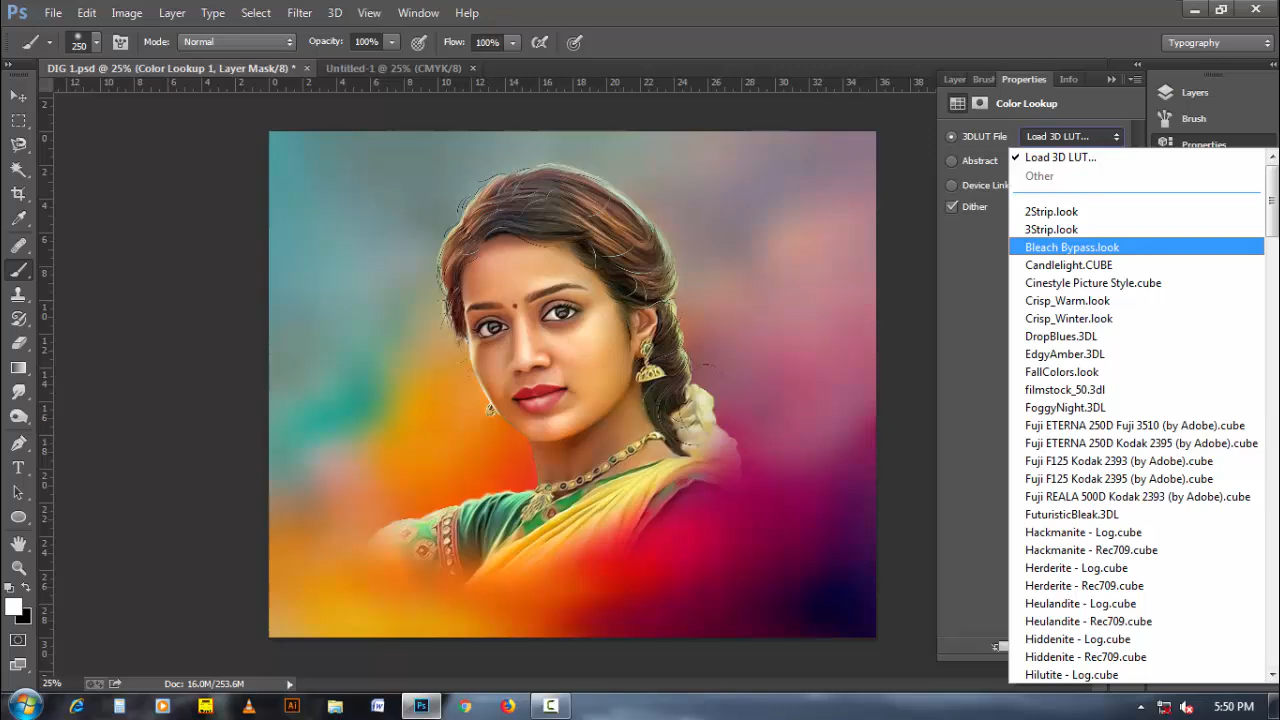 Ps File Edit Image Layer Type Select Filter 3D View Window Help
250 Mode: Normal Opacity: 100% Flow: 100% Typography
DIG 1.psd @ 25% (Color Lookup 1, Layer Mask/8) * × Untitled-1 @ 25% (CMYK/8) ×
Layer Brush Properties Info
Color Lookup
3DLUT File Load 3D LUT...
Abstract
Device Link
Dither
Layers
Brush
Properties
Load 3D LUT...
Other
2Strip.look
3Strip.look
Bleach Bypass.look
Candlelight.CUBE
Cinestyle Picture Style.cube
Crisp_Warm.look
Crisp_Winter.look
DropBlues.3DL
EdgyAmber.3DL
FallColors.look
filmstock_50.3dl
FoggyNight.3DL
Fuji ETERNA 250D Fuji 3510 (by Adobe).cube
Fuji ETERNA 250D Kodak 2395 (by Adobe).cube
Fuji F125 Kodak 2393 (by Adobe).cube
Fuji F125 Kodak 2395 (by Adobe).cube
Fuji REALA 500D Kodak 2393 (by Adobe).cube
FuturisticBleak.3DL
Hackmanite - Log.cube
Hackmanite - Rec709.cube
Herderite - Log.cube
Herderite - Rec709.cube
Heulandite - Log.cube
Heulandite - Rec709.cube
Hiddenite - Log.cube
Hiddenite - Rec709.cube
Hilutite - Log.cube
25% Doc: 16.0M/253.6M
5:50 PM